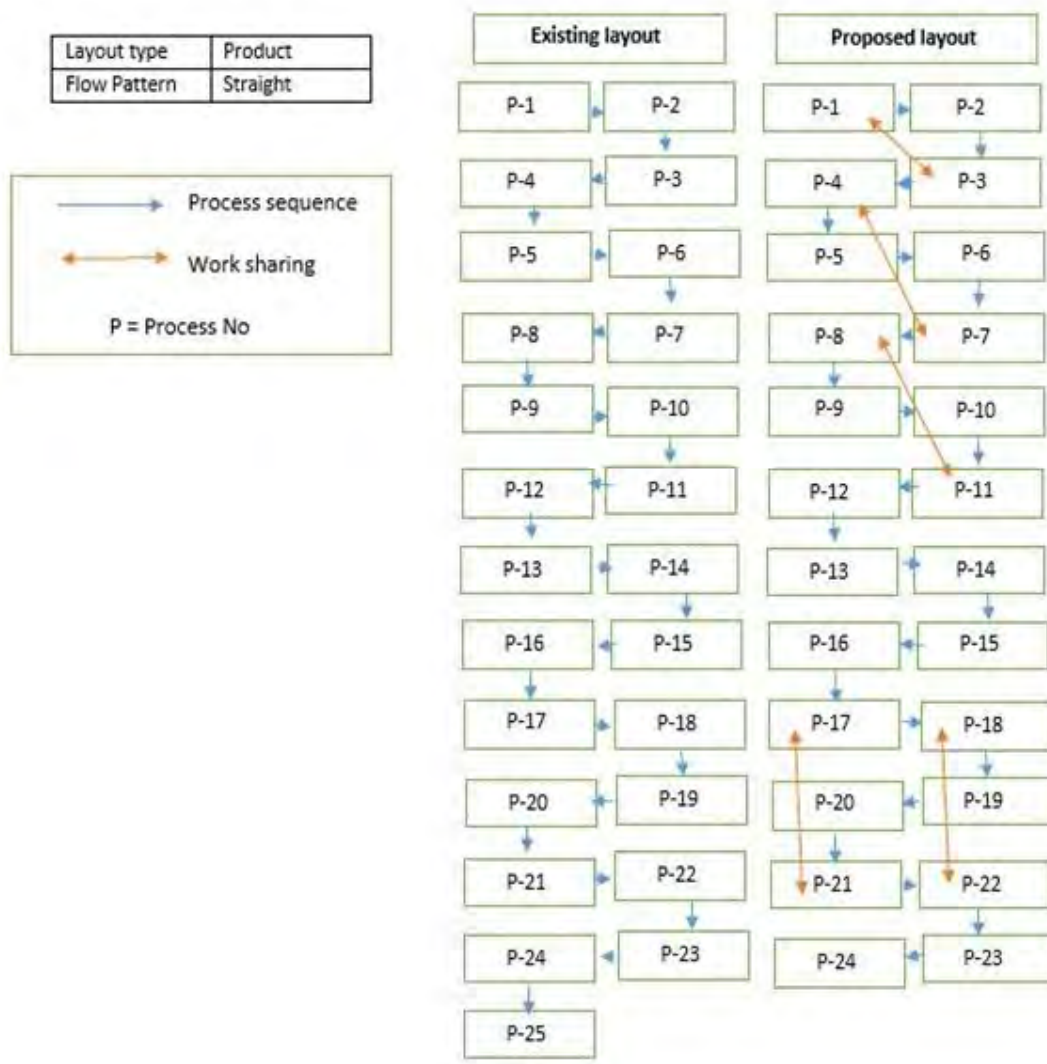 Layout type Product
Flow Pattern Straight
Process sequence
Work sharing
P = Process No
Existing layout
P-1 P-2
P-4 P-3
P-5 P-6
P-8 P-7
P-9 P-10
P-12 P-11
P-13 P-14
P-16 P-15
P-17 P-18
P-20 P-19
P-21 P-22
P-24 P-23
P-25
Proposed layout
P-1 P-2
P-4 P-3
P-5 P-6
P-8 P-7
P-9 P-10
P-12 P-11
P-13 P-14
P-16 P-15
P-17 P-18
P-20 P-19
P-21 P-22
P-24 P-23